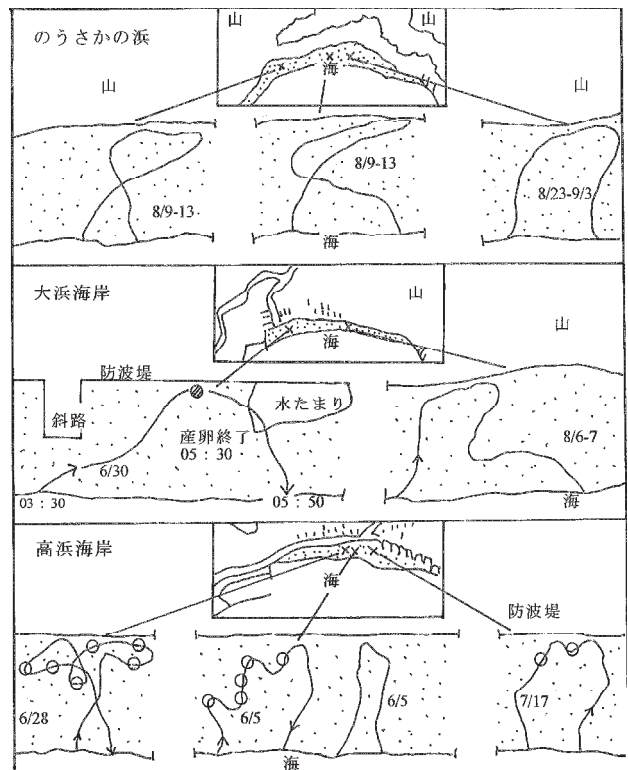 のうさかの浜
山
山
海
山
山
8/9-13
8/9-13
8/23-9/3
海
大浜海岸
山
海
山
防波堤
斜路
水たまり
産卵終了
05：30
6/30
8/6-7
03：30
05：50
海
高浜海岸
海
防波堤
6/28
6/5
6/5
7/17
海